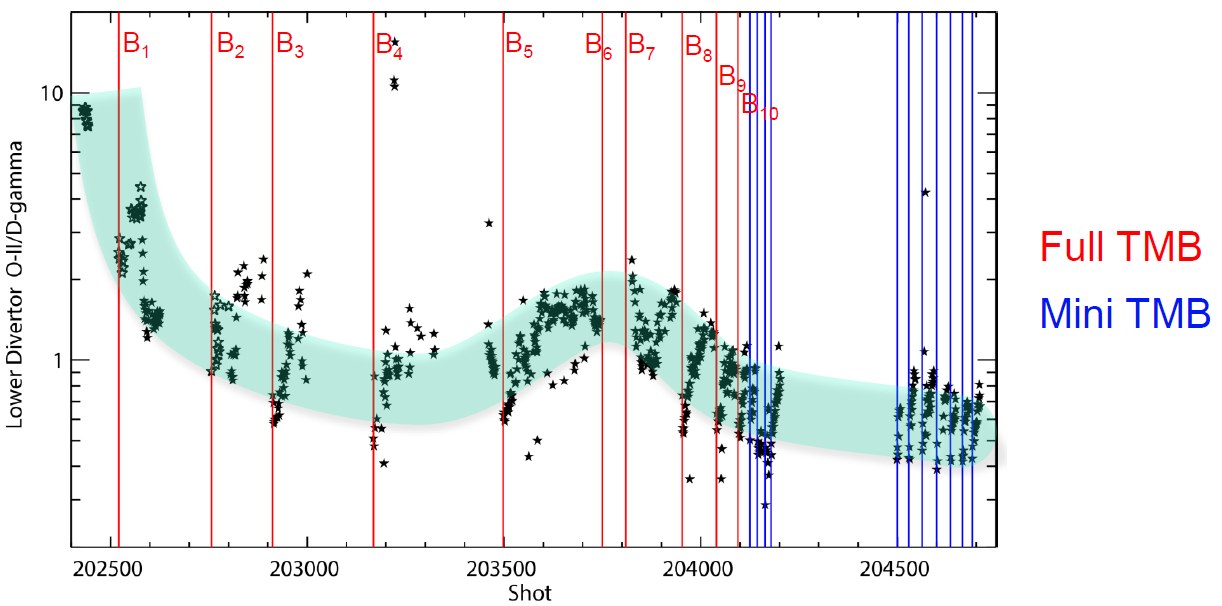 B1 B2 B3 B4 B5 B6 B7 B8
B9
B10
10
1
Lower Divertor O-II/D-gamma
202500 203000 203500 204000 204500
Shot
Full TMB
Mini TMB